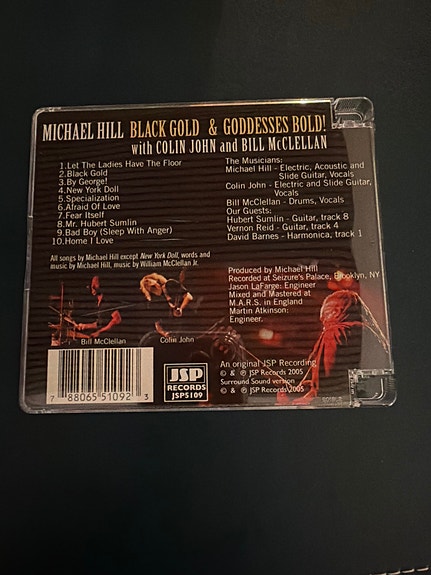 MICHAEL HILL BLACK GOLD & GODDESSES BOLD!
with COLIN JOHN and BILL McCLELLAN
1.Let The Ladies Have The Floor
2.Black Gold
3.By George!
4.New York Doll
5.Specialization
6.Afraid Of Love
7.Fear Itself
8.Mr. Hubert Sumlin
9.Bad Boy (Sleep With Anger)
10.Home I Love
The Musicians:
Michael Hill - Electric, Acoustic and
Slide Guitar, Vocals
Colin John - Electric and Slide Guitar,
Vocals
Bill McClellan - Drums, Vocals
Our Guests:
Hubert Sumlin - Guitar, track 8
Vernon Reid - Guitar, track 4
David Barnes - Harmonica, track 1
All songs by Michael Hill except New York Doll, words and
music by Michael Hill, music by William McClellan Jr.
Produced by Michael Hill
Recorded at Seizure's Palace, Brooklyn, NY
Jason LaFarge: Engineer
Mixed and Mastered at
M.A.R.S. in England
Martin Atkinson:
Engineer.
Bill McClellan
Colin John
7 88065 51092 3
JSP
RECORDS
JSP5109
An original JSP Recording
© & ℗ JSP Records 2005
Surround Sound version
© & ℗ JSP Records 2005